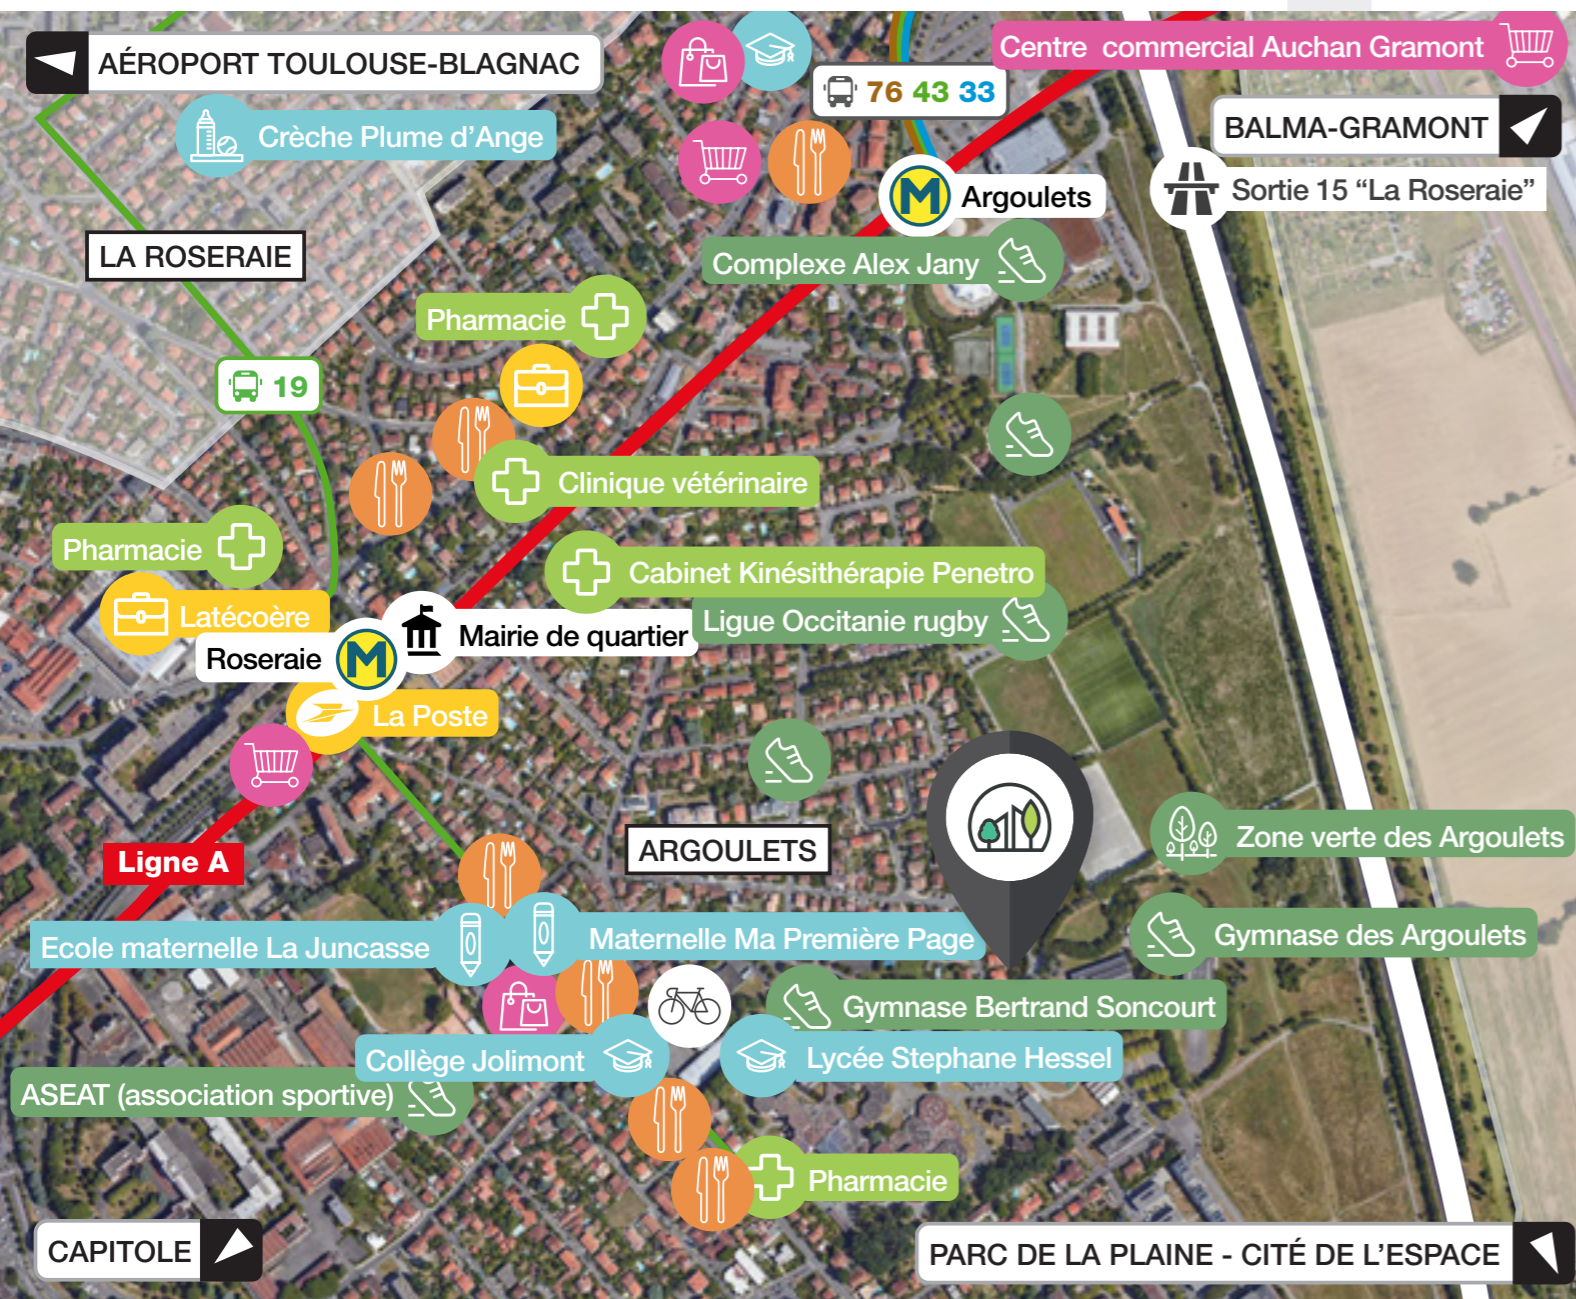 Centre commercial Auchan Gramont
AÉROPORT TOULOUSE-BLAGNAC
76 43 33
BALMA-GRAMONT
Crèche Plume d'Ange
Sortie 15 “La Roseraie”
M Argoulets
LA ROSERAIE
Complexe Alex Jany
Pharmacie
19
Clinique vétérinaire
Pharmacie
Cabinet Kinésithérapie Penetro
Latécoère
Ligue Occitanie rugby
Mairie de quartier
Roseraie M
La Poste
Zone verte des Argoulets
ARGOULETS
Ligne A
Gymnase des Argoulets
Ecole maternelle La Juncasse
Maternelle Ma Première Page
Gymnase Bertrand Soncourt
Collège Jolimont
Lycée Stephane Hessel
ASEAT (association sportive)
Pharmacie
CAPITOLE
PARC DE LA PLAINE - CITÉ DE L'ESPACE